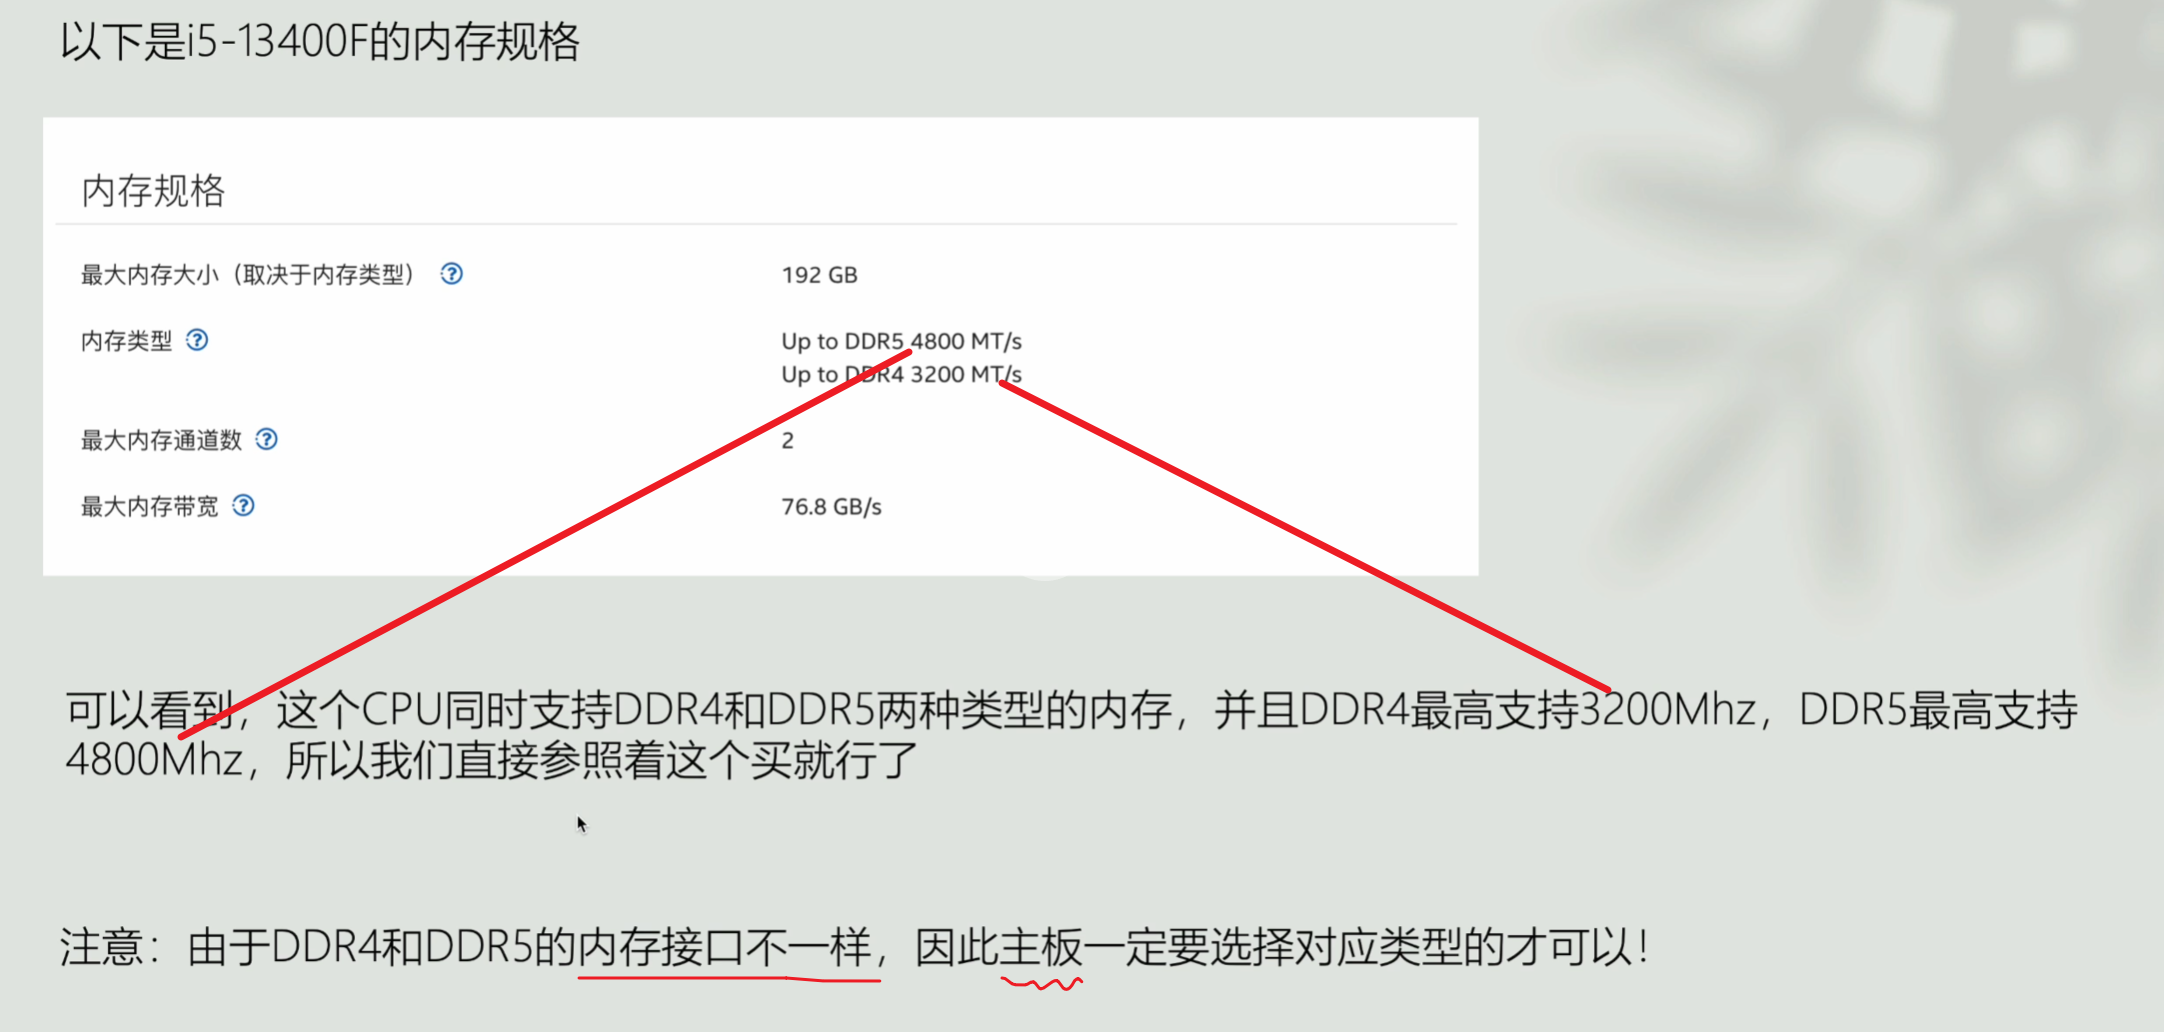 以下是i5-13400F的内存规格
内存规格
最大内存大小（取决于内存类型） 192 GB
内存类型 Up to DDR5 4800 MT/s
Up to DDR4 3200 MT/s
最大内存通道数 2
最大内存带宽 76.8 GB/s
可以看到，这个CPU同时支持DDR4和DDR5两种类型的内存，并且DDR4最高支持3200Mhz，DDR5最高支持
4800Mhz，所以我们直接参照着这个买就行了
注意：由于DDR4和DDR5的内存接口不一样，因此主板一定要选择对应类型的才可以！